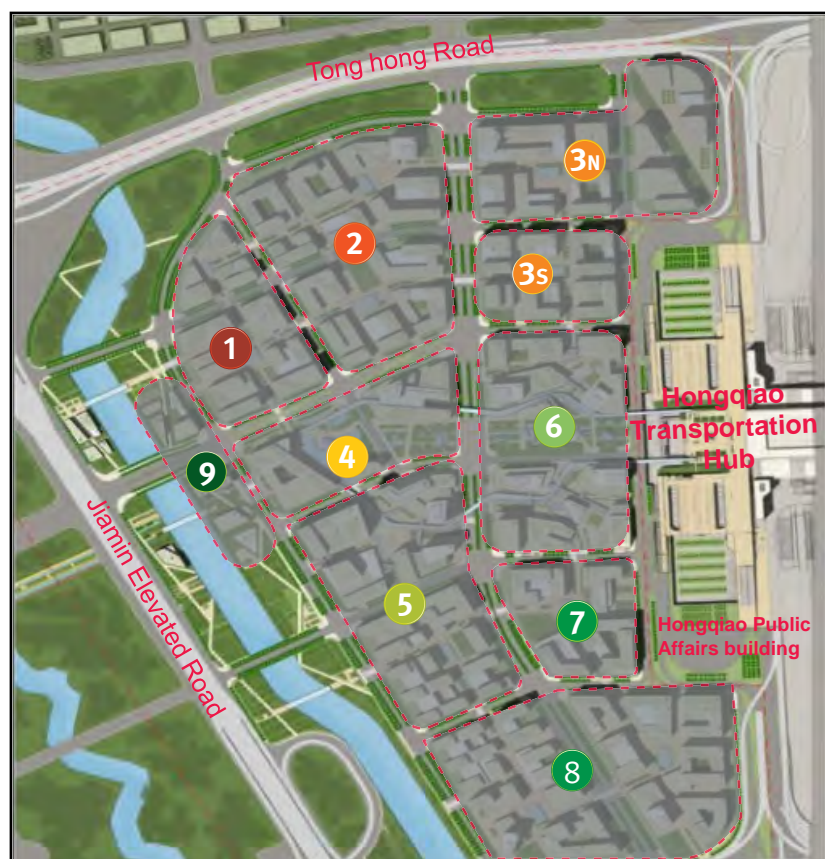 Tong hong Road
3N
2
3S
1
Hongqiao
Transportation
Hub
6
4
9
Jiamin Elevated Road
5
7
Hongqiao Public
Affairs building
8